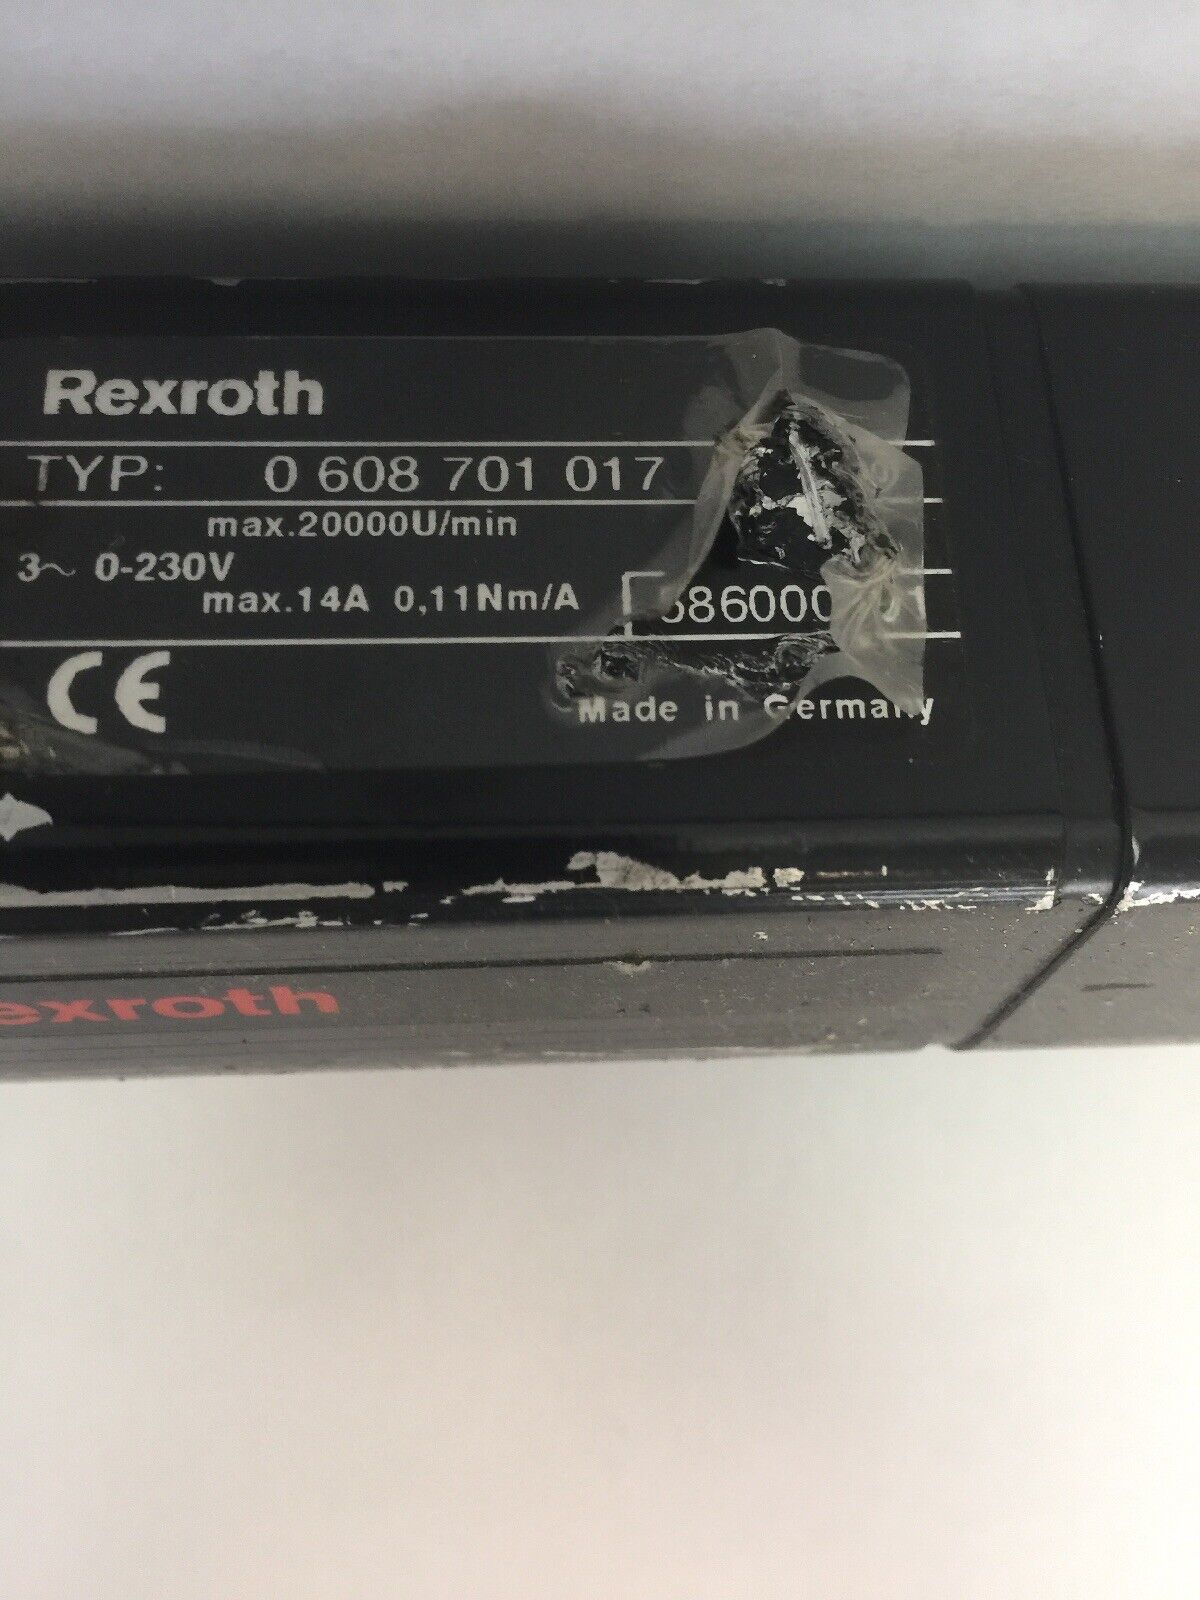 Rexroth
TYP: 0 608 701 017
max.20000U/min
3~ 0-230V
max.14A 0,11Nm/A
CE
Made in Germany
exroth